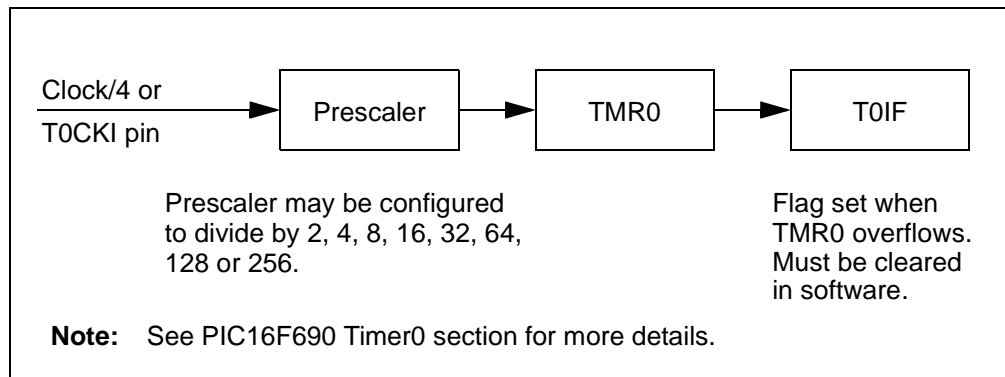 Clock/4 or
T0CKI pin
Prescaler
TMR0
T0IF
Prescaler may be configured
to divide by 2, 4, 8, 16, 32, 64,
128 or 256.
Flag set when
TMR0 overflows.
Must be cleared
in software.
Note: See PIC16F690 Timer0 section for more details.